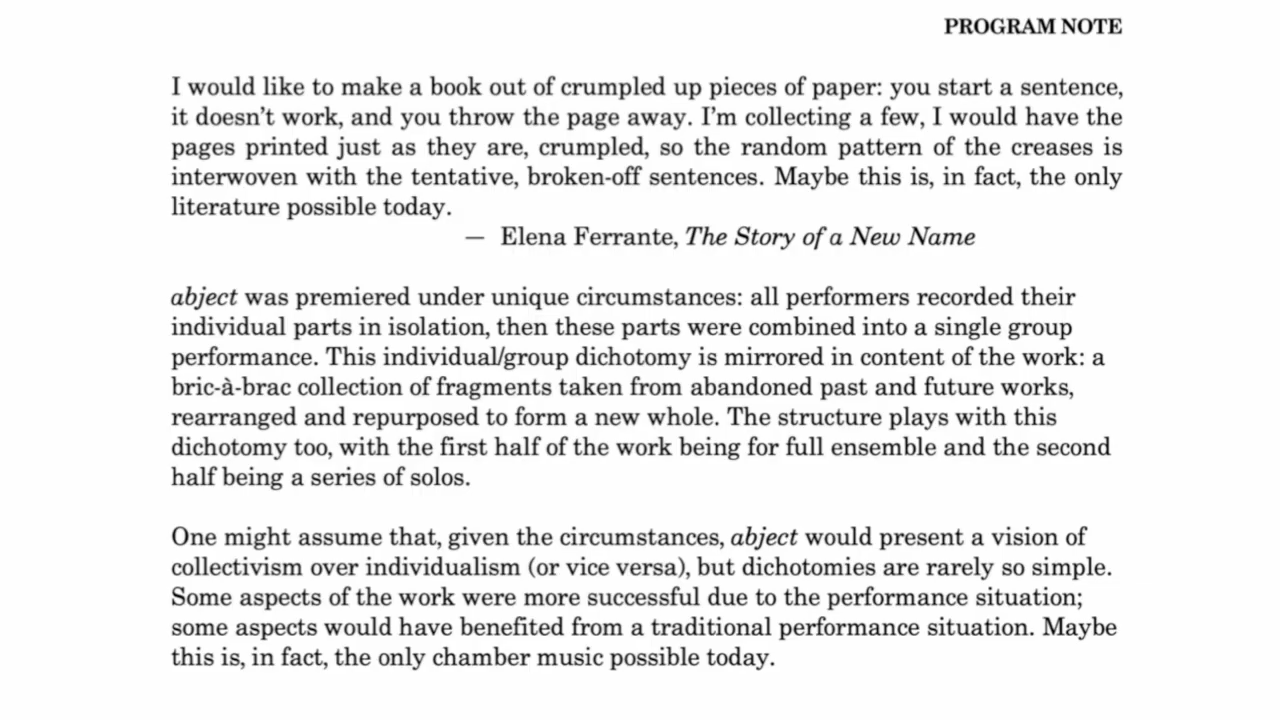 PROGRAM NOTE
I would like to make a book out of crumpled up pieces of paper: you start a sentence,
it doesn’t work, and you throw the page away. I’m collecting a few, I would have the
pages printed just as they are, crumpled, so the random pattern of the creases is
interwoven with the tentative, broken-off sentences. Maybe this is, in fact, the only
literature possible today.
— Elena Ferrante, The Story of a New Name
abject was premiered under unique circumstances: all performers recorded their
individual parts in isolation, then these parts were combined into a single group
performance. This individual/group dichotomy is mirrored in content of the work: a
bric-à-brac collection of fragments taken from abandoned past and future works,
rearranged and repurposed to form a new whole. The structure plays with this
dichotomy too, with the first half of the work being for full ensemble and the second
half being a series of solos.
One might assume that, given the circumstances, abject would present a vision of
collectivism over individualism (or vice versa), but dichotomies are rarely so simple.
Some aspects of the work were more successful due to the performance situation;
some aspects would have benefited from a traditional performance situation. Maybe
this is, in fact, the only chamber music possible today.